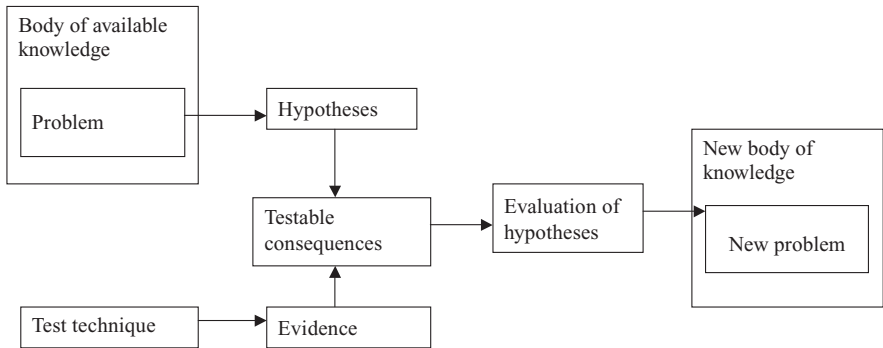 Body of available
knowledge
Problem
Hypotheses
Testable
consequences
Test technique
Evidence
Evaluation of
hypotheses
New body of
knowledge
New problem